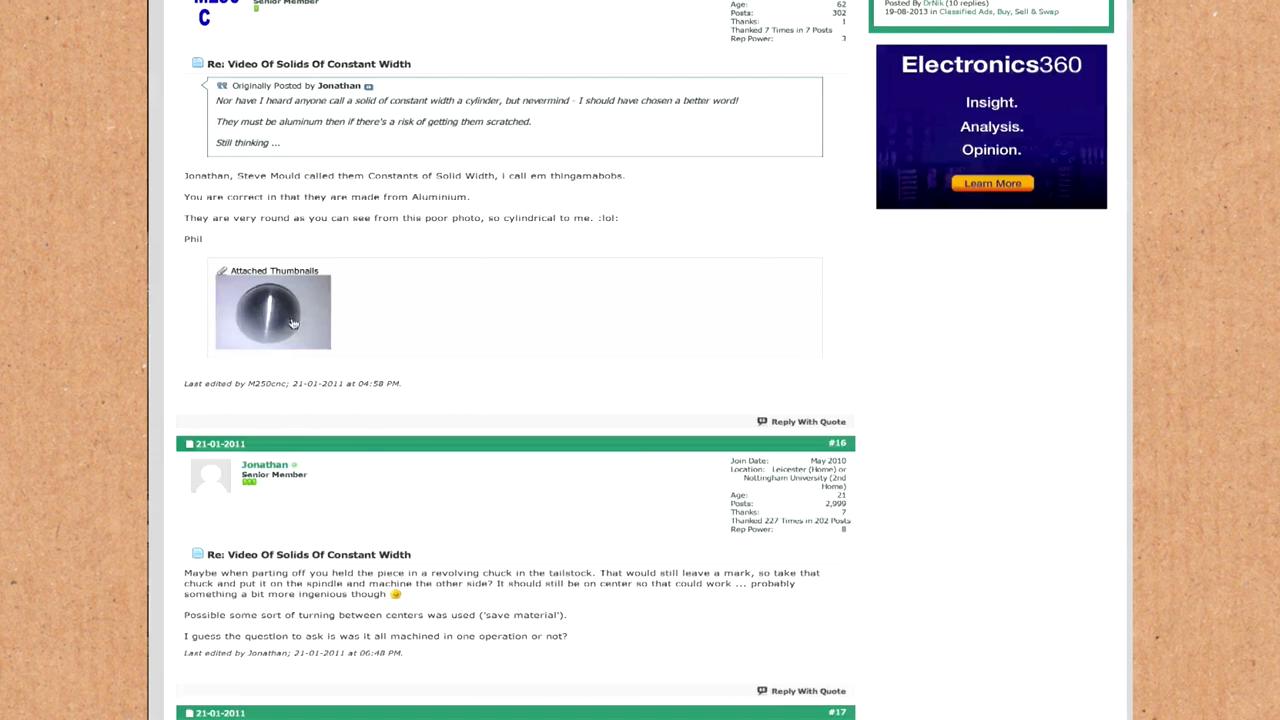 M250
C
Senior Member
Age: 62
Posts: 302
Thanks: 1
Thanked 7 Times in 7 Posts
Rep Power: 3
Posted By DrNik (10 replies)
19-08-2013 in Classified Ads, Buy, Sell & Swap
Electronics360
Insight.
Analysis.
Opinion.
Learn More
Re: Video Of Solids Of Constant Width
Originally Posted by Jonathan
Nor have I heard anyone call a solid of constant width a cylinder, but nevermind - I should have chosen a better word!
They must be aluminum then if there's a risk of getting them scratched.
Still thinking ...
Jonathan, Steve Mould called them Constants of Solid Width, i call em thingamabobs.
You are correct in that they are made from Aluminium.
They are very round as you can see from this poor photo, so cylindrical to me. :lol:
Phil
Attached Thumbnails
Last edited by M250cnc; 21-01-2011 at 04:58 PM.
Reply With Quote
21-01-2011 #16
Jonathan
Senior Member
Join Date: May 2010
Location: Leicester (Home) or
Nottingham University (2nd
Home)
Age: 21
Posts: 2,999
Thanks: 7
Thanked 227 Times in 202 Posts
Rep Power: 8
Re: Video Of Solids Of Constant Width
Maybe when parting off you held the piece in a revolving chuck in the tailstock. That would still leave a mark, so take that
chuck and put it on the spindle and machine the other side? It should still be on center so that could work ... probably
something a bit more ingenious though
Possible some sort of turning between centers was used ('save material').
I guess the question to ask is was it all machined in one operation or not?
Last edited by Jonathan; 21-01-2011 at 06:48 PM.
Reply With Quote
21-01-2011 #17